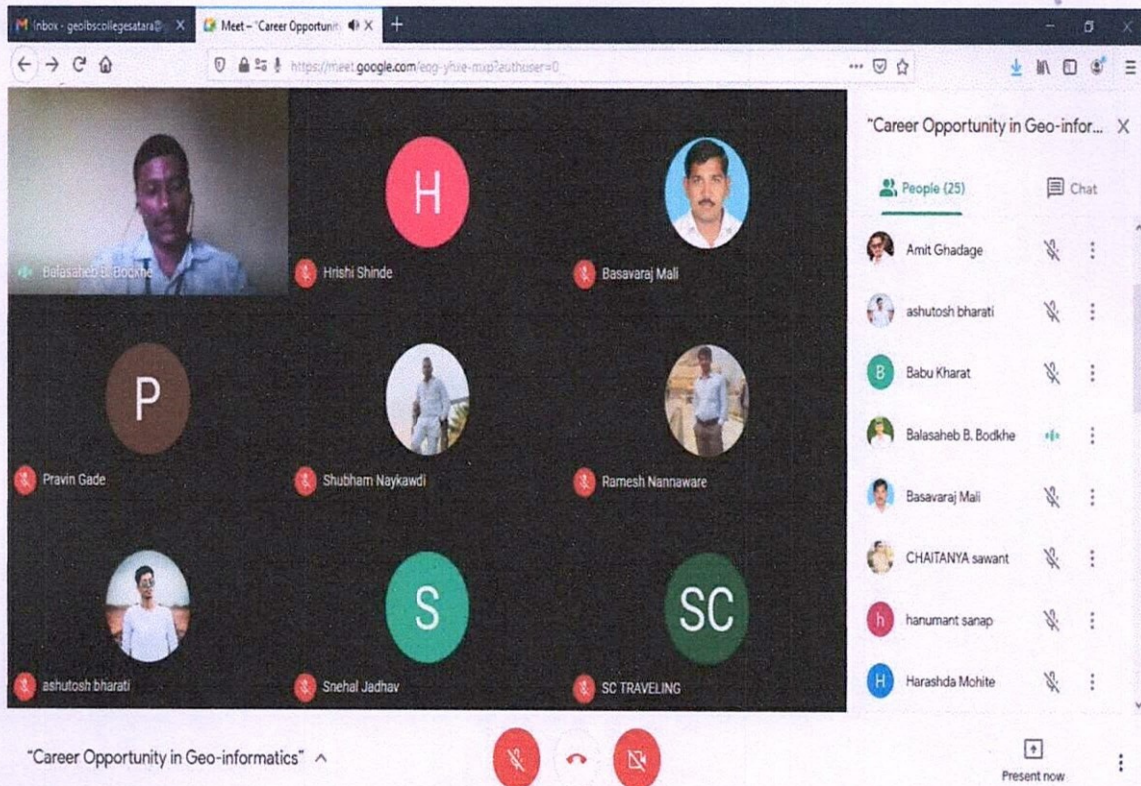 Inbox - geolbscollegesatara@
Meet – "Career Opportuni
https://meet.google.com/eog-yhre-mxp?authuser=0
"Career Opportunity in Geo-infor...
People (25)
Chat
Balasaheb B. Bodkhe
H
Hrishi Shinde
Basavaraj Mali
P
Pravin Gade
Shubham Naykawdi
Ramesh Nannaware
ashutosh bharati
S
Snehal Jadhav
SC
SC TRAVELING
Amit Ghadage
ashutosh bharati
B
Babu Kharat
Balasaheb B. Bodkhe
Basavaraj Mali
CHAITANYA sawant
h
hanumant sanap
H
Harashda Mohite
"Career Opportunity in Geo-informatics"
Present now